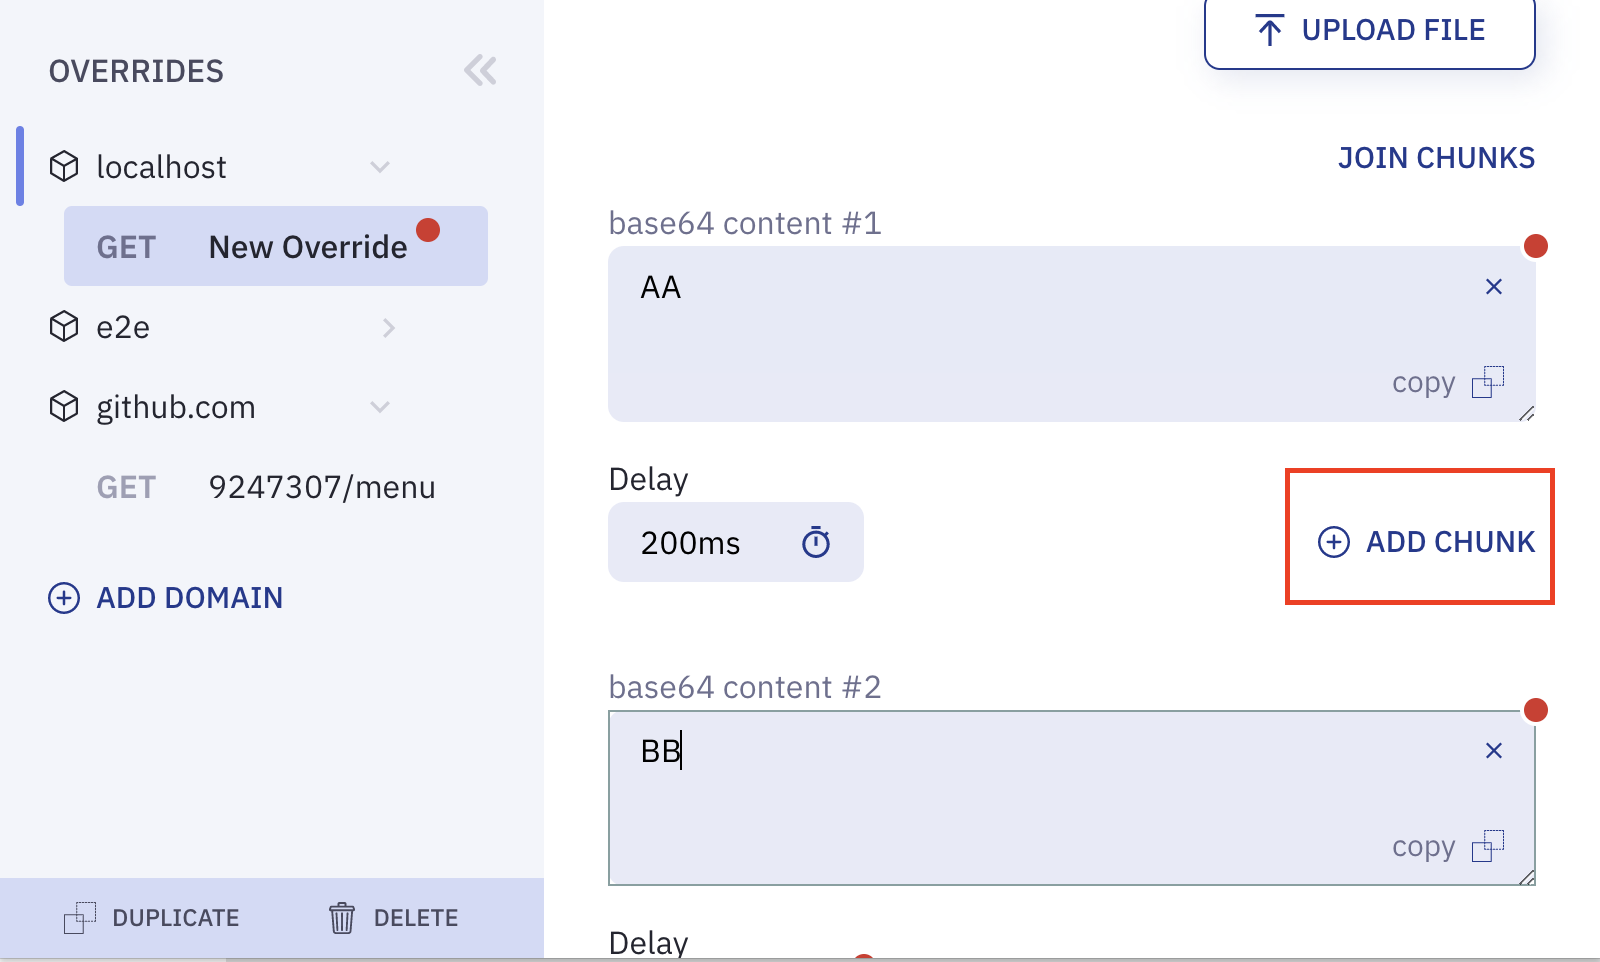 OVERRIDES
localhost
GET New Override
e2e
github.com
GET 9247307/menu
ADD DOMAIN
DUPLICATE DELETE
UPLOAD FILE
JOIN CHUNKS
base64 content #1
AA
copy
Delay
200ms
ADD CHUNK
base64 content #2
BB
copy
Delay